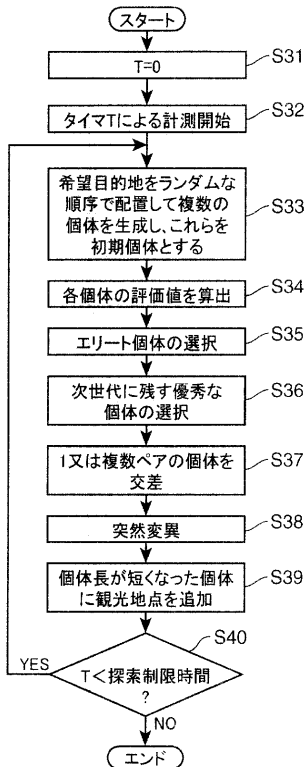 スタート
S31
T=0
S32
タイマTによる計測開始
S33
希望目的地をランダムな
順序で配置して複数の
個体を生成し、これらを
初期個体とする
S34
各個体の評価値を算出
S35
エリート個体の選択
S36
次世代に残す優秀な
個体の選択
S37
1又は複数ペアの個体を
交差
S38
突然変異
S39
個体長が短くなった個体
に観光地点を追加
S40
YES
T<探索制限時間
?
NO
エンド